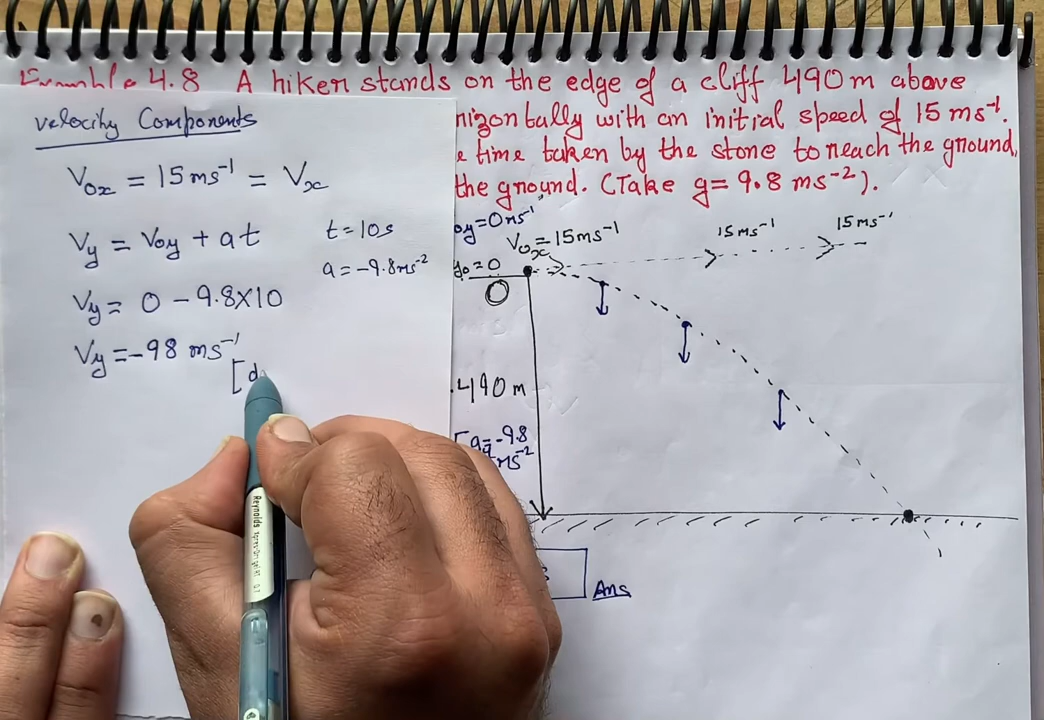 Example 4.8 A hiker stands on the edge of a cliff 490 m above
rizontally with an initial speed of 15 ms⁻¹.
e time taken by the stone to reach the ground,
the ground. (Take g = 9.8 ms⁻²).
Velocity Components
V₀ₓ = 15 ms⁻¹ = Vₓ
Vy = V₀y + at
t = 10s
a = -9.8 ms⁻²
Vy = 0 - 9.8×10
Vy = -98 ms⁻¹
[d
oy = 0 ms⁻¹
V₀ₓ = 15 ms⁻¹
15 ms⁻¹
15 ms⁻¹
y₀ = 0
O
490 m
-9.8
ms⁻²
Ans
Reynolds